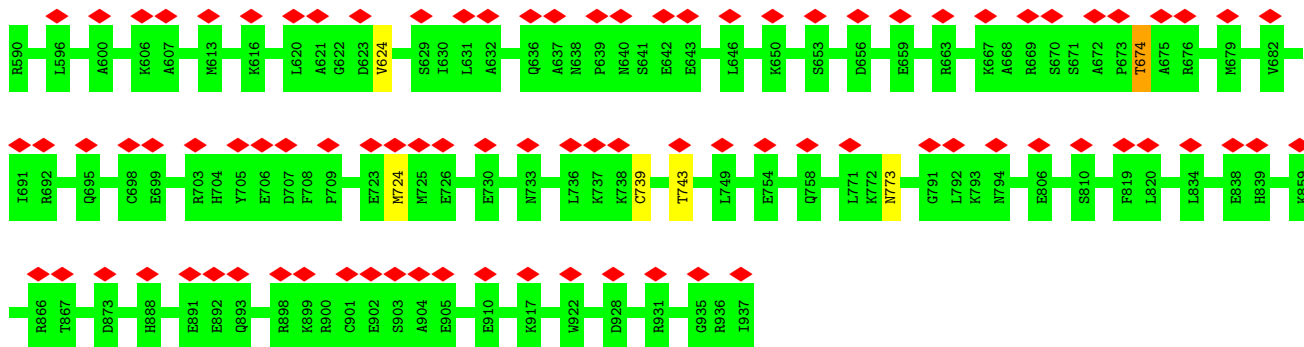 R590 L596 A600 K606 A607 M613 K616 L620 A621 G622 D623 V624 S629 I630 L631 A632 Q636 A637 N638 P639 N640 S641 E642 E643 L646 K650 S653 D656 E659 R663 K667 A668 R669 S670 S671 A672 P673 T674 A675 R676 M679 V682
I691 R692 Q695 C698 E699 R703 H704 Y705 E706 D707 F708 P709 E723 M724 M725 E726 E730 N733 L736 K737 K738 C739 T743 L749 E754 Q758 L771 K772 N773 G791 L792 K793 N794 E806 S810 F819 L820 L834 E838 H839 K859
R866 T867 D873 H888 E891 E892 Q893 R898 K899 R900 C901 E902 S903 A904 E905 E910 K917 W922 D928 R931 G935 R936 I937